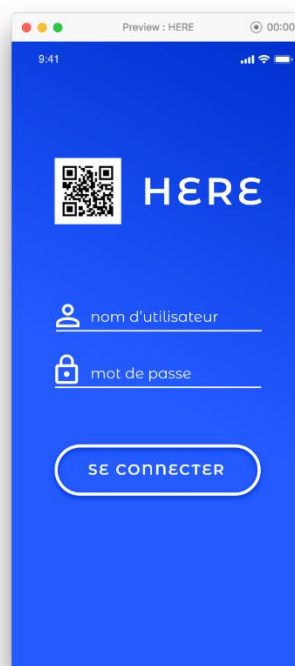 Preview : HERE
00:00
9:41
HERE
nom d'utilisateur
mot de passe
SE CONNECTER